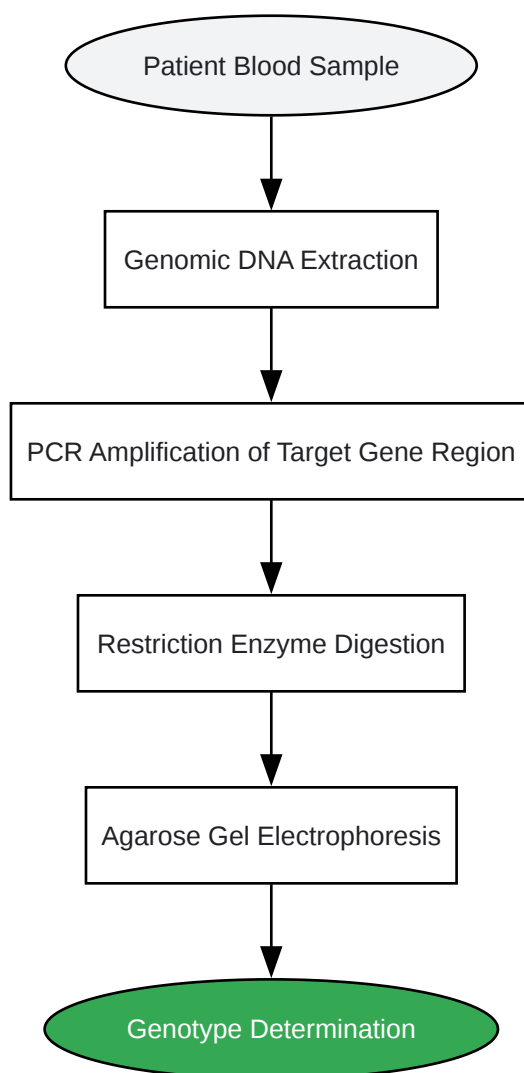 Patient Blood Sample
Genomic DNA Extraction
PCR Amplification of Target Gene Region
Restriction Enzyme Digestion
Agarose Gel Electrophoresis
Genotype Determination